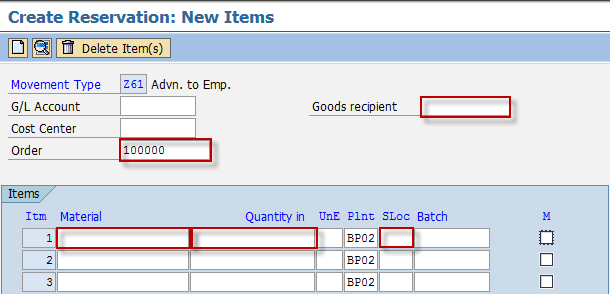 Create Reservation: New Items
Delete Item(s)
Movement Type Z61 Advn. to Emp.
G/L Account Goods recipient
Cost Center
Order 100000
Items
Itm Material Quantity in UnE Plnt SLoc Batch M
1 BP02
2 BP02
3 BP02